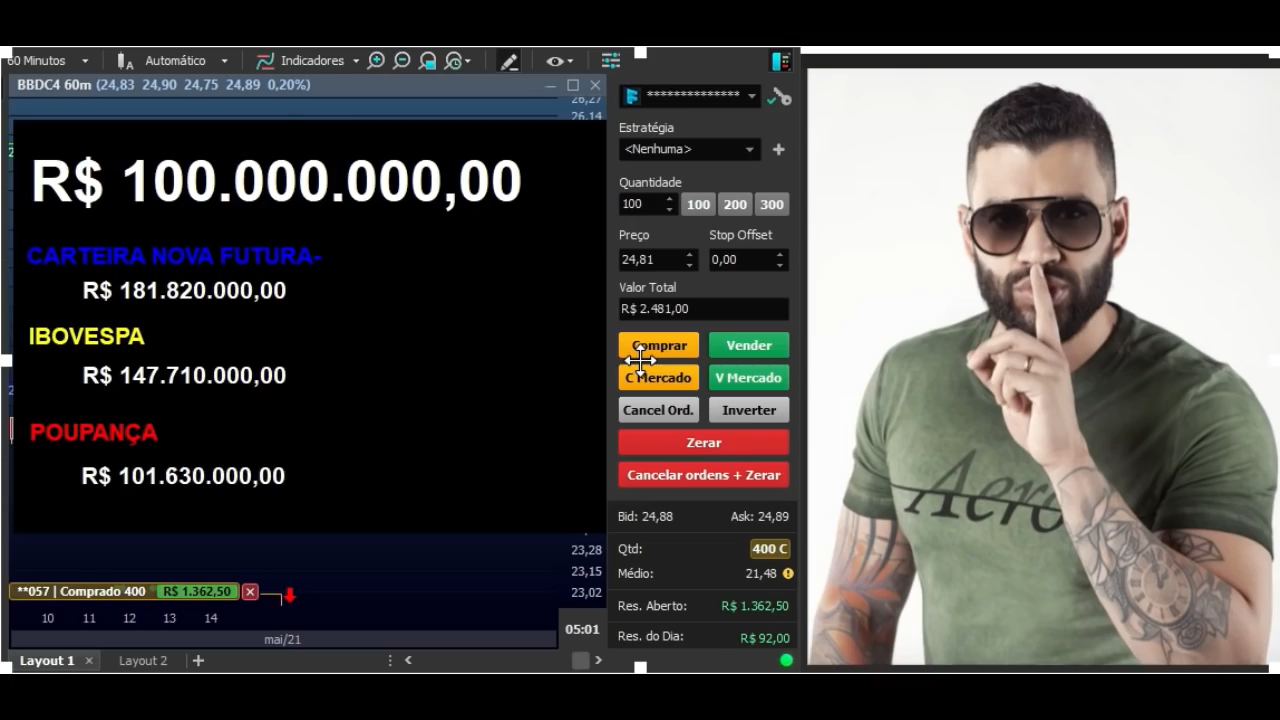 60 Minutos
Automático
Indicadores
BBDC4 60m (24,83 24,90 24,75 24,89 0,20%)
26,27
26,14
R$ 100.000.000,00
CARTEIRA NOVA FUTURA-
R$ 181.820.000,00
IBOVESPA
R$ 147.710.000,00
POUPANÇA
R$ 101.630.000,00
23,28
23,15
23,02
**057 | Comprado 400 R$ 1.362,50
10 11 12 13 14
mai/21
05:01
Layout 1
Layout 2
**************
Estratégia
<Nenhuma>
Quantidade
100 100 200 300
Preço Stop Offset
24,81 0,00
Valor Total
R$ 2.481,00
Comprar Vender
C Mercado V Mercado
Cancel Ord. Inverter
Zerar
Cancelar ordens + Zerar
Bid: 24,88 Ask: 24,89
Qtd: 400 C
Médio: 21,48
Res. Aberto: R$ 1.362,50
Res. do Dia: R$ 92,00
Aero